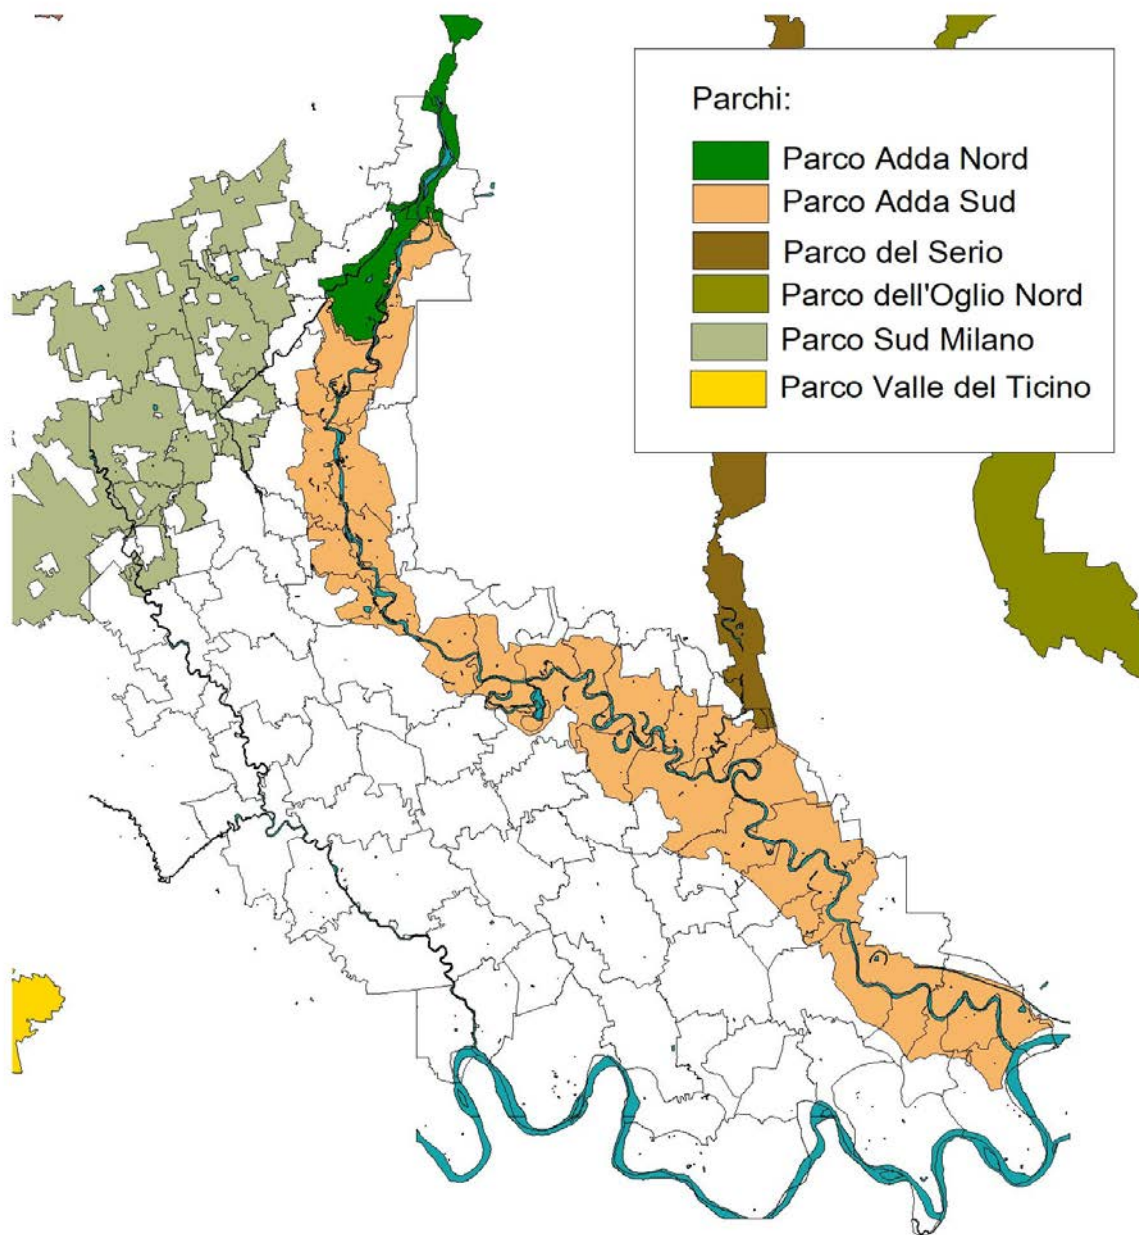 Parchi:
Parco Adda Nord
Parco Adda Sud
Parco del Serio
Parco dell'Oglio Nord
Parco Sud Milano
Parco Valle del Ticino